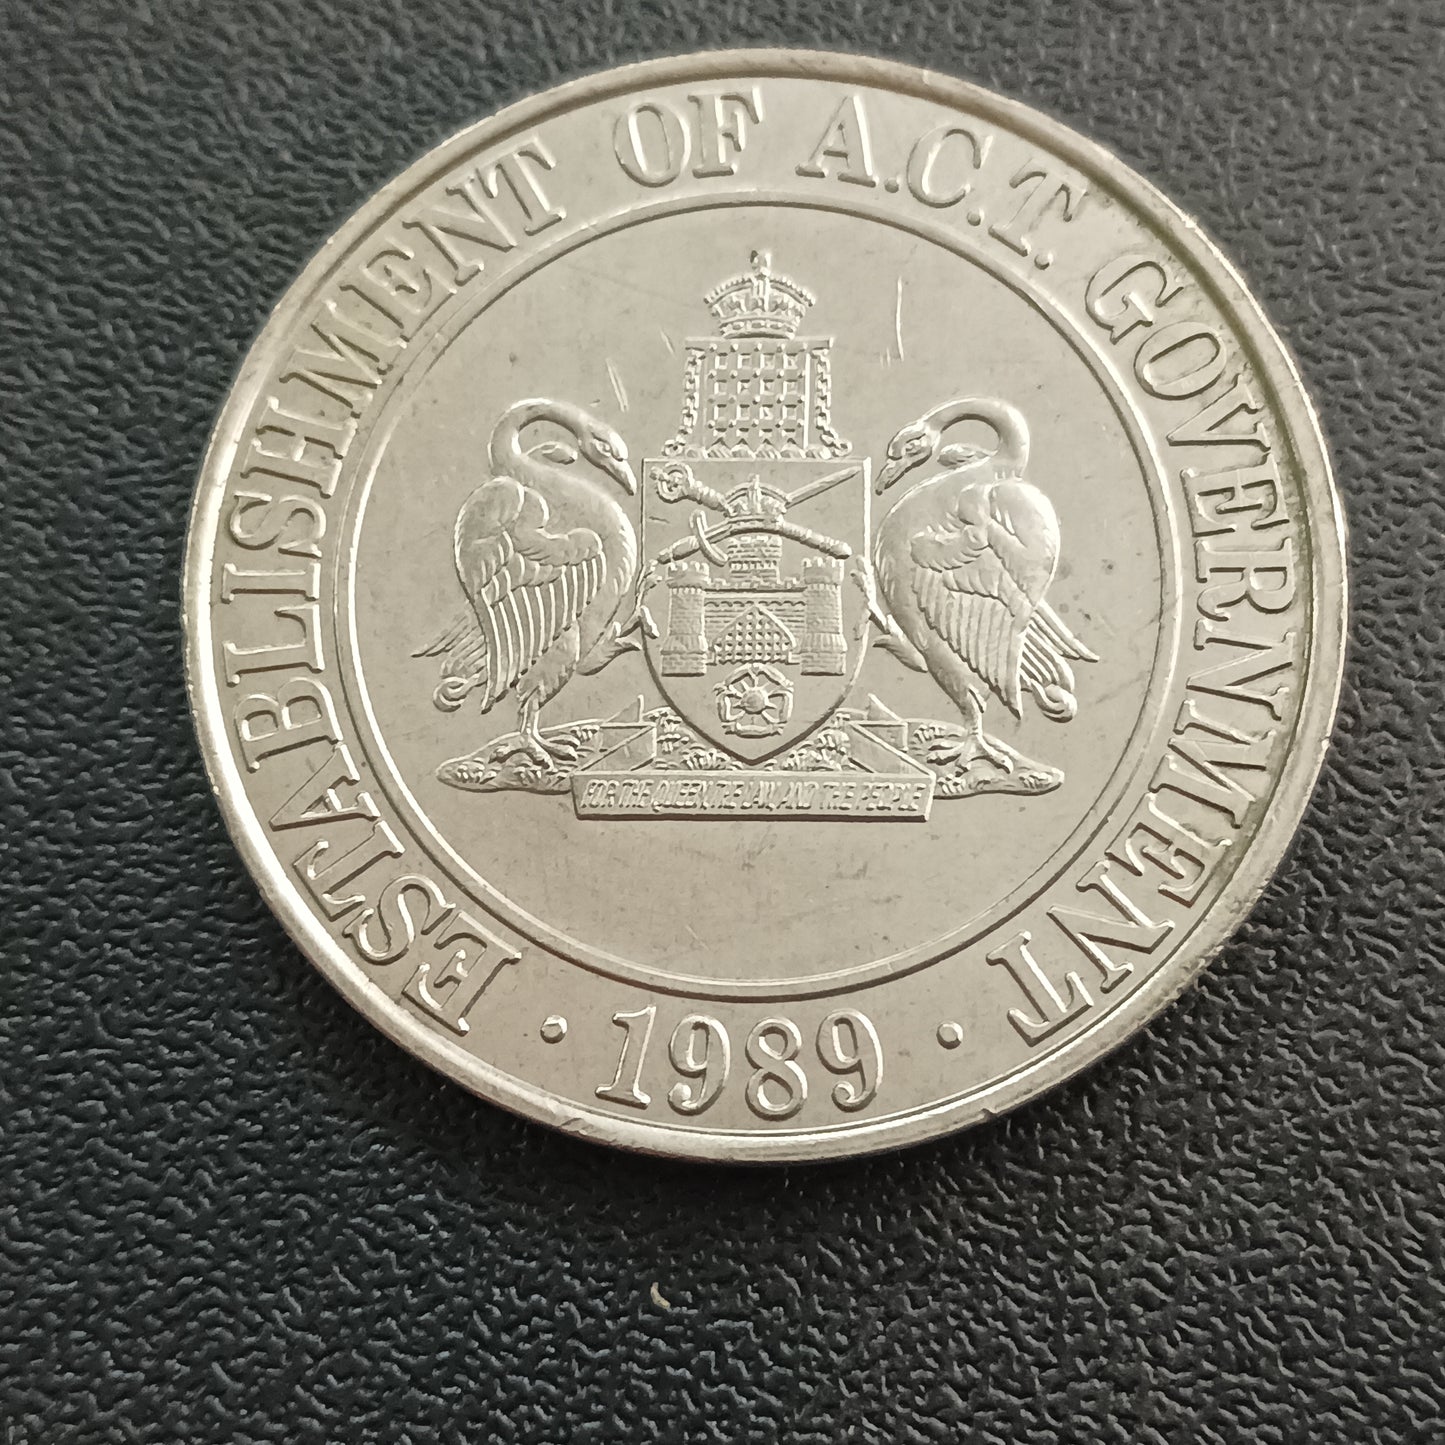 ESTABLISHMENT OF A.C.T. GOVERNMENT
• 1989 •
FOR THE QUEEN, THE LAW, AND THE PEOPLE